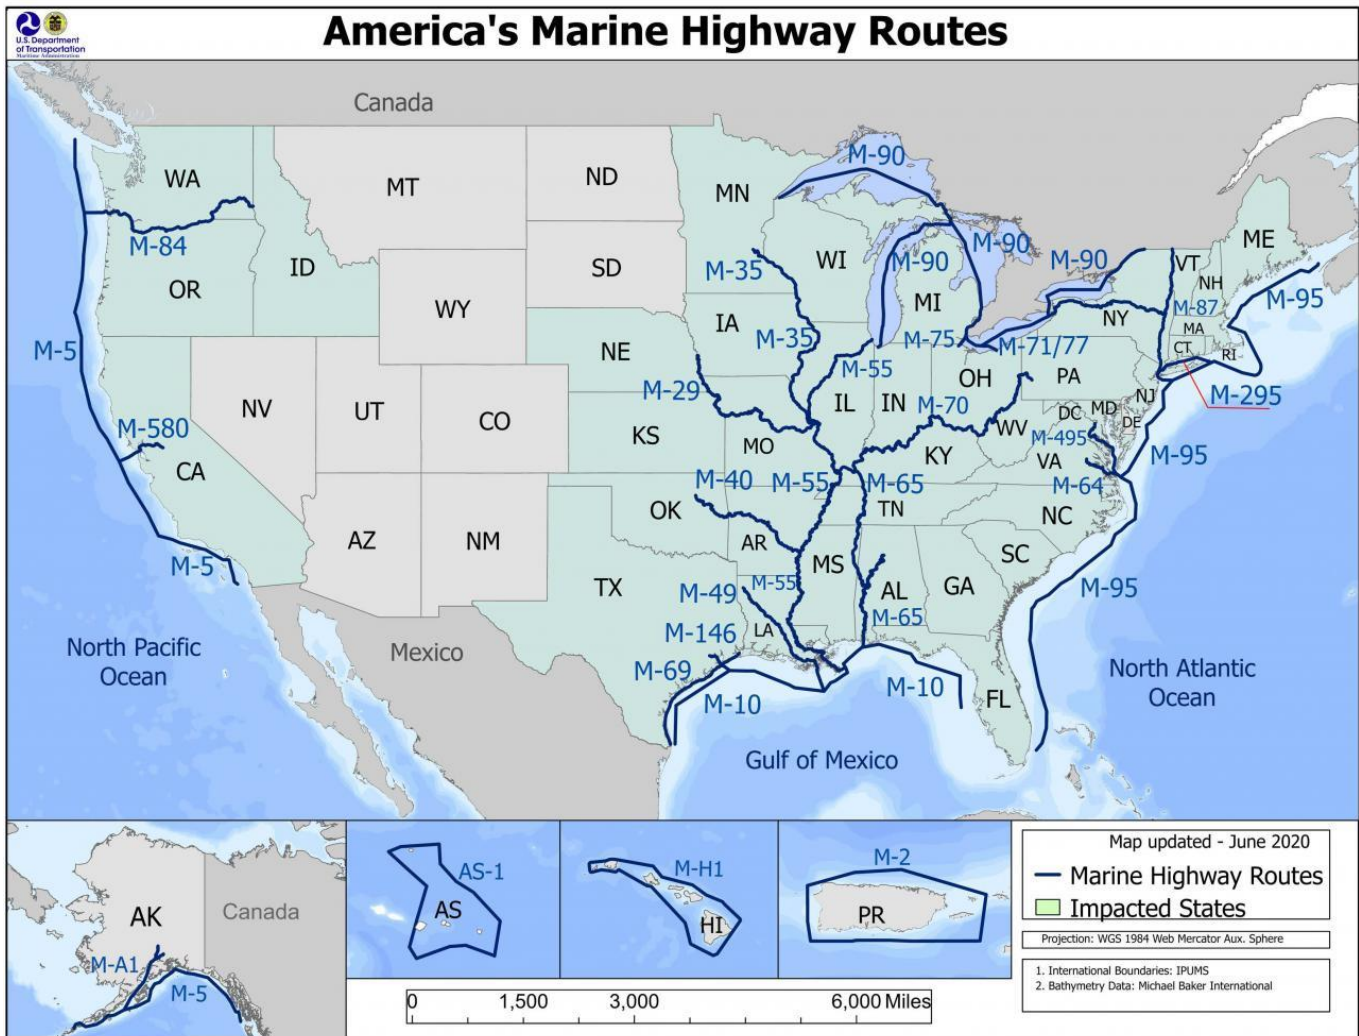 America's Marine Highway Routes
U.S. Department
of Transportation
Maritime Administration
Canada
M-90
WA
MT
ND
MN
ME
M-84
M-90
M-90
VT
OR
ID
SD
M-35
WI
M-90
NH
WY
MI
M-87
M-95
IA
NY
MA
M-5
NE
M-35
M-75
M-71/77
CT
RI
M-55
OH
PA
M-29
NV
UT
CO
IL
IN
M-70
NJ
M-295
DC
MD
DE
M-580
KS
MO
WV
M-495
KY
VA
M-95
CA
M-40
M-55
M-65
M-64
OK
TN
NC
AZ
NM
AR
SC
M-5
MS
TX
M-55
AL
GA
M-49
M-95
M-65
M-146
LA
North Pacific
Ocean
Mexico
M-69
North Atlantic
Ocean
M-10
M-10
FL
Gulf of Mexico
AK
Canada
M-A1
M-5
AS-1
AS
M-H1
HI
M-2
PR
0 1,500 3,000 6,000 Miles
Map updated - June 2020
Marine Highway Routes
Impacted States
Projection: WGS 1984 Web Mercator Aux. Sphere
1. International Boundaries: IPUMS
2. Bathymetry Data: Michael Baker International